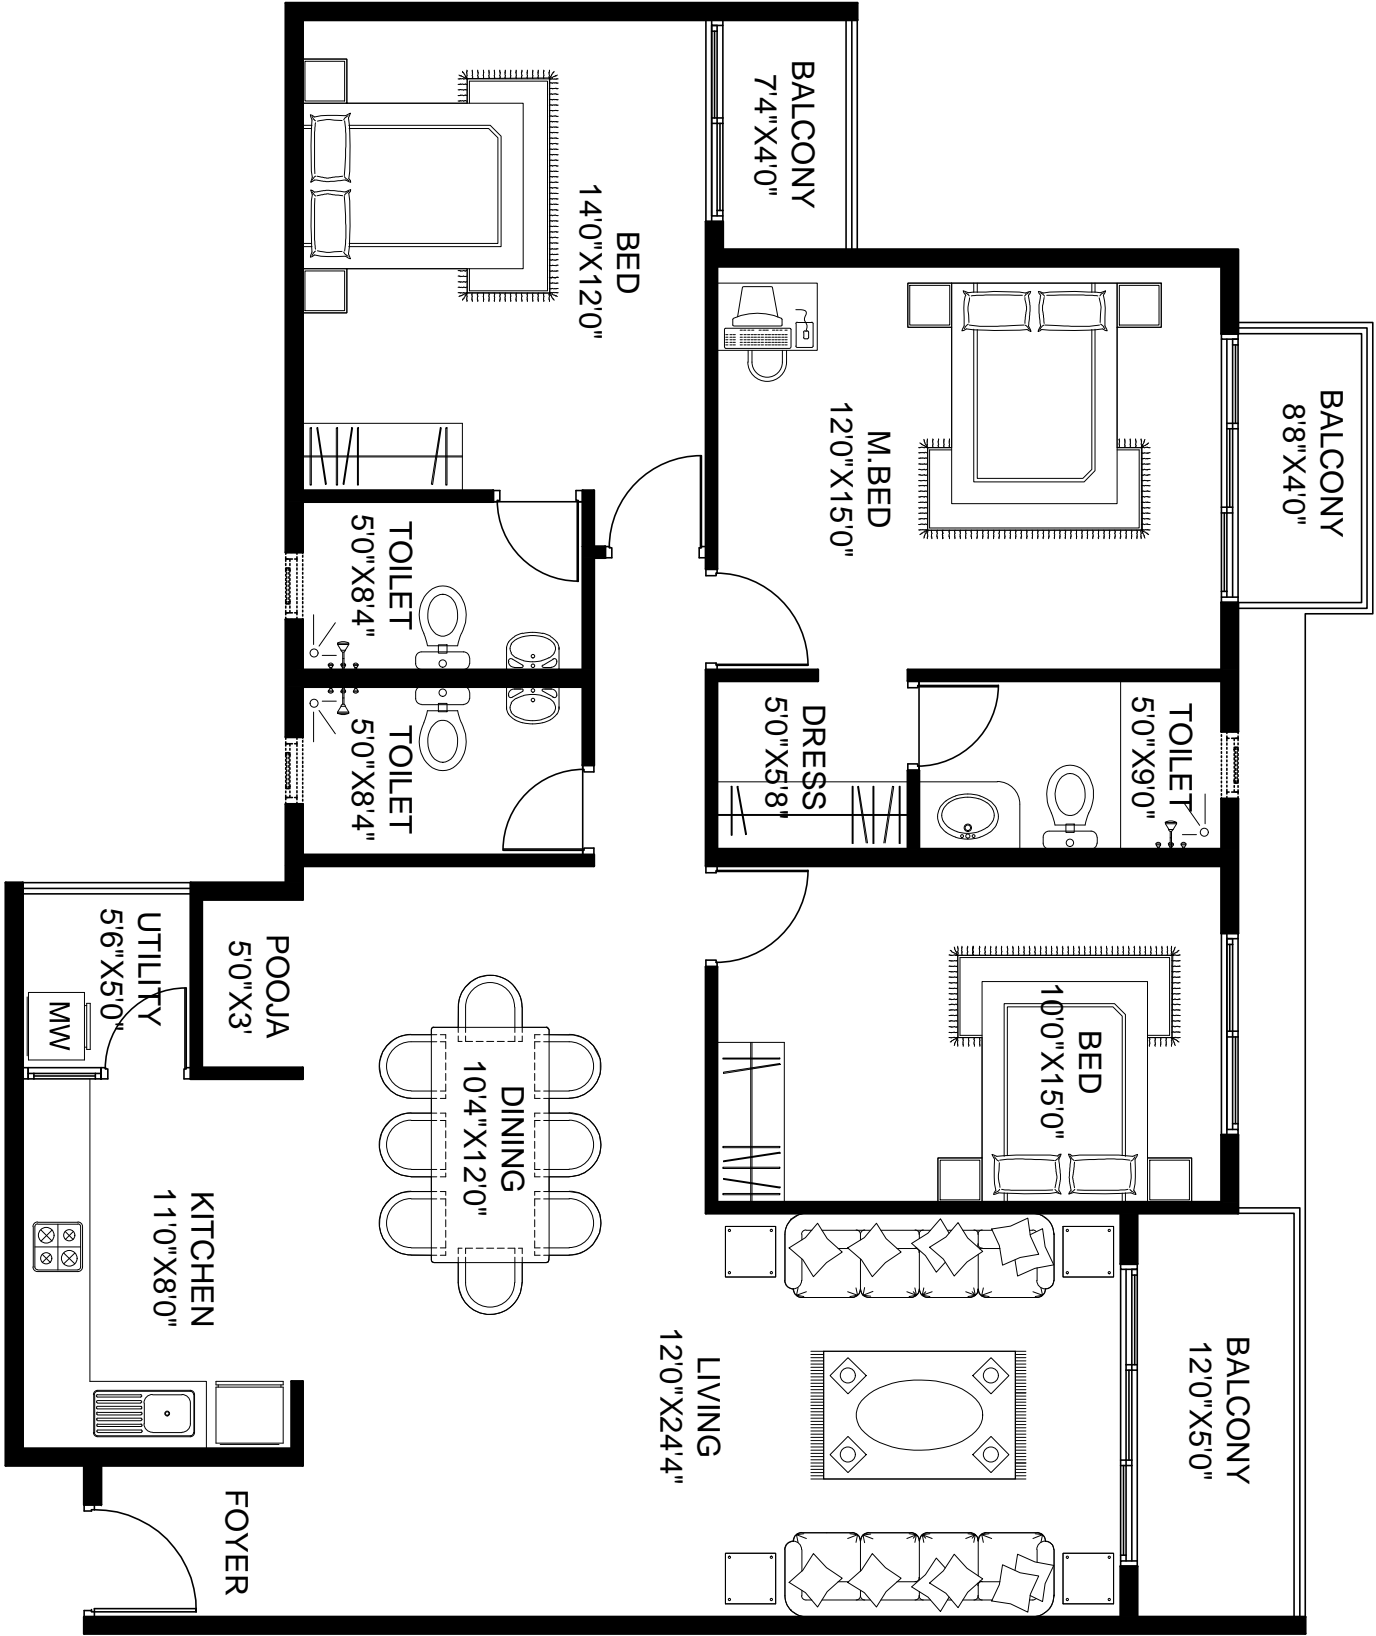 BALCONY
7'4"X4'0"
BED
14'0"X12'0"
BALCONY
8'8"X4'0"
M.BED
12'0"X15'0"
TOILET
5'0"X8'4"
TOILET
5'0"X8'4"
DRESS
5'0"X5'8"
TOILET
5'0"X9'0"
UTILITY
5'6"X5'0"
MW
POOJA
5'0"X3'
DINING
10'4"X12'0"
BED
10'0"X15'0"
KITCHEN
11'0"X8'0"
LIVING
12'0"X24'4"
BALCONY
12'0"X5'0"
FOYER